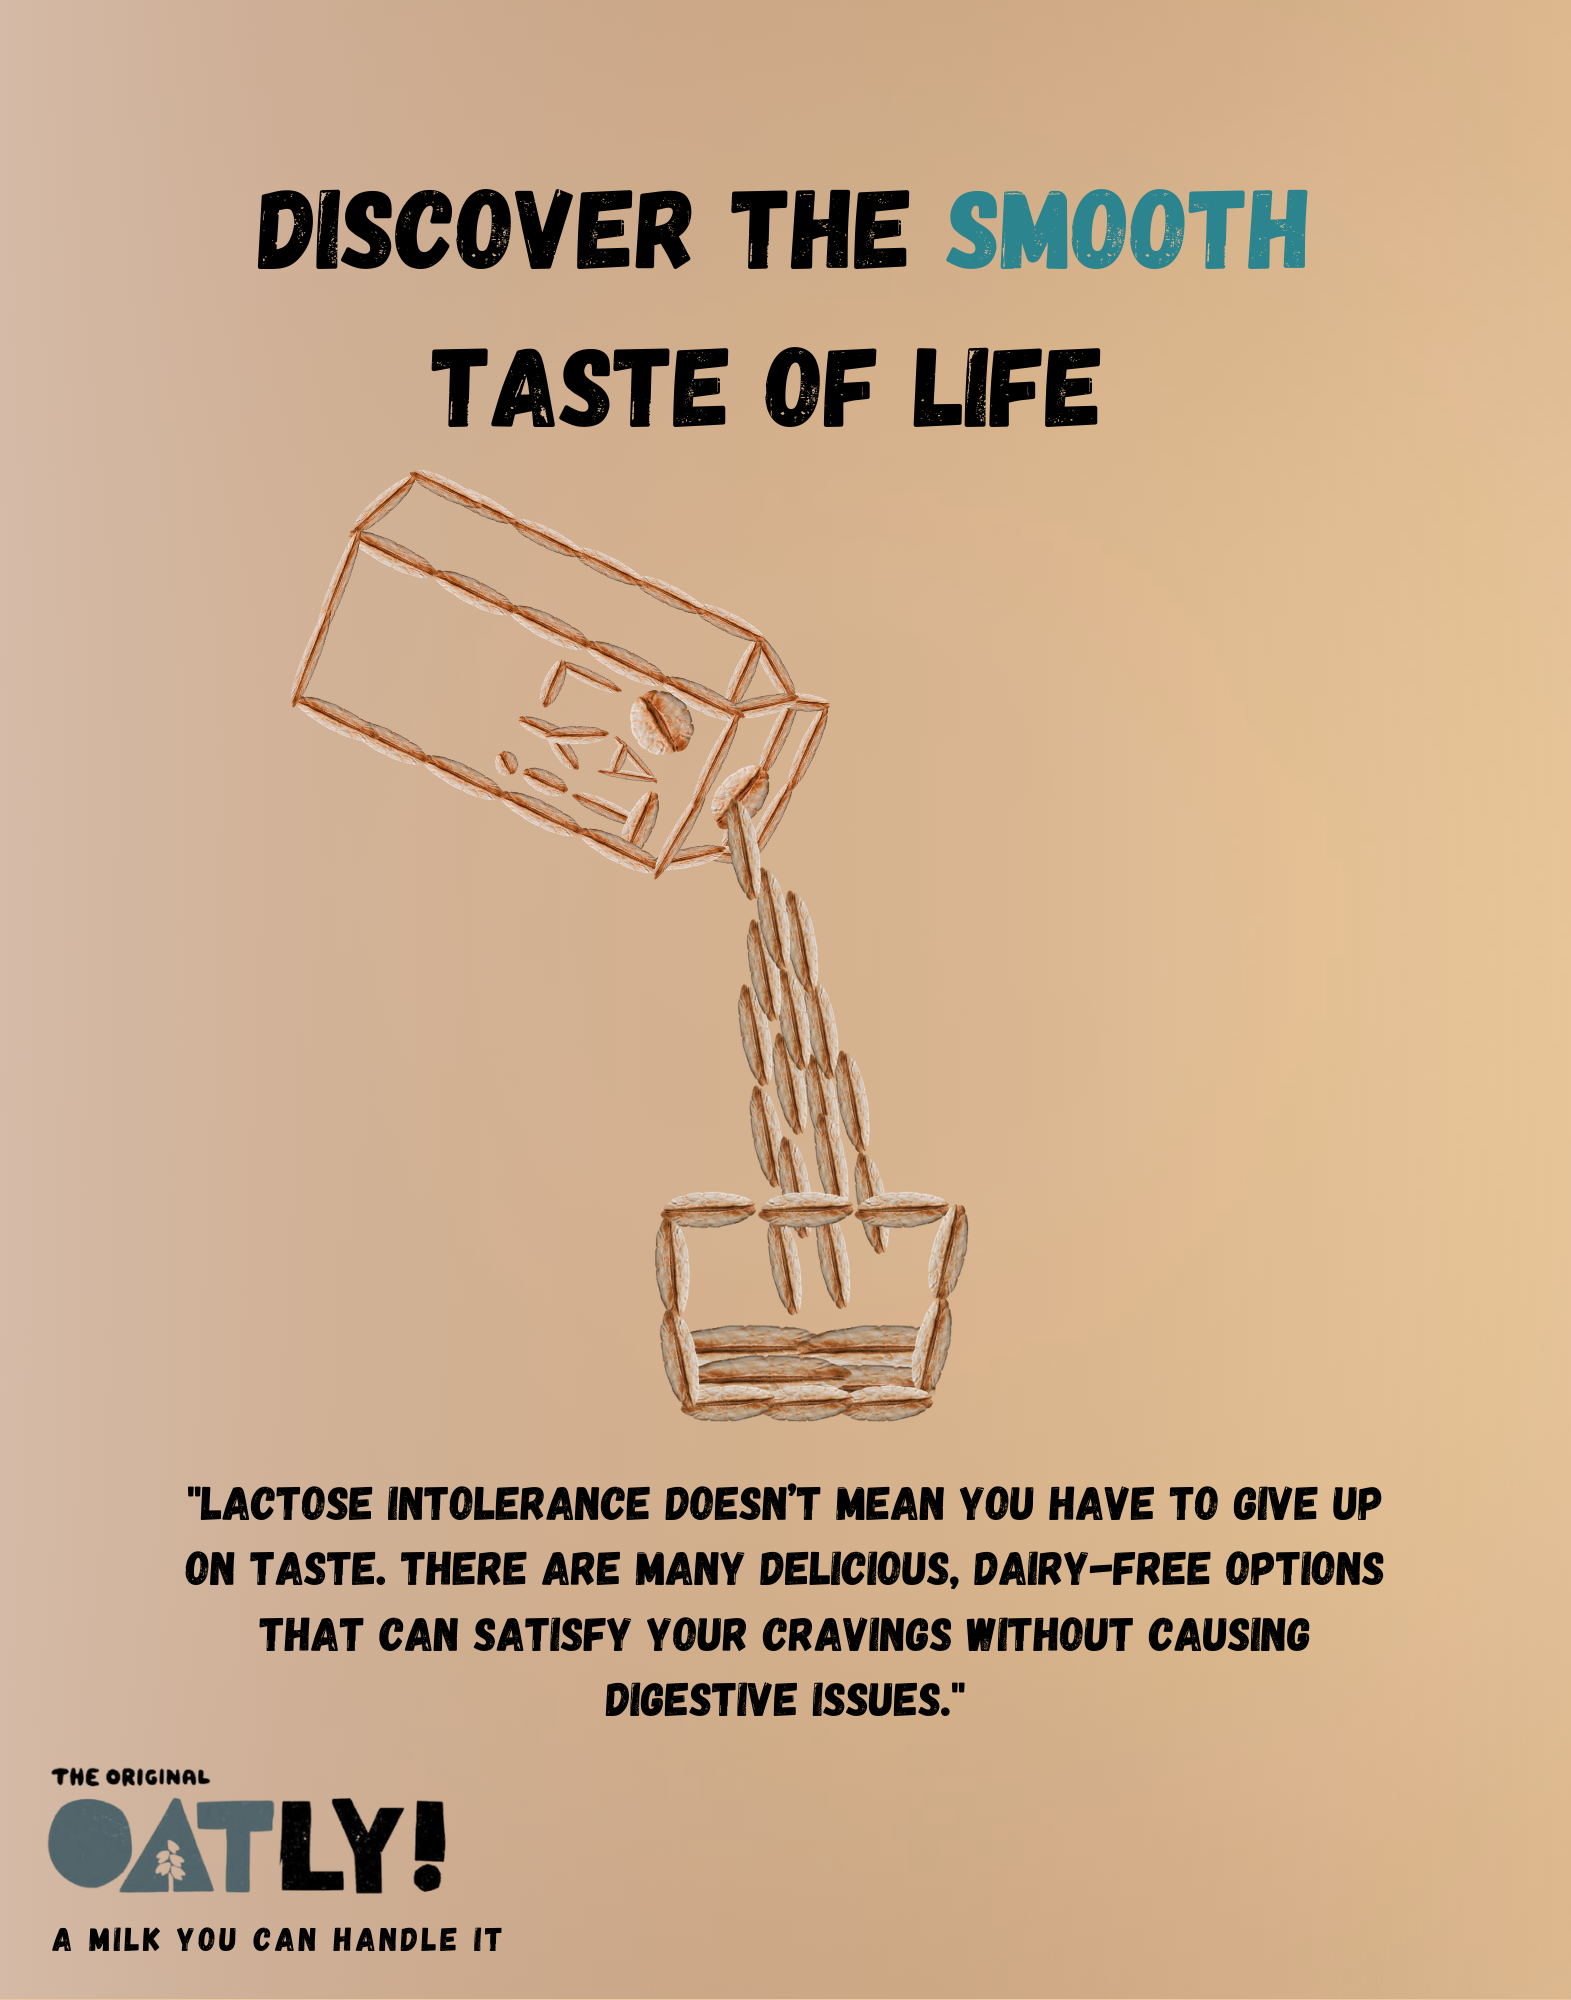 DISCOVER THE SMOOTH
TASTE OF LIFE
OATLY!
"LACTOSE INTOLERANCE DOESN'T MEAN YOU HAVE TO GIVE UP
ON TASTE. THERE ARE MANY DELICIOUS, DAIRY-FREE OPTIONS
THAT CAN SATISFY YOUR CRAVINGS WITHOUT CAUSING
DIGESTIVE ISSUES."
THE ORIGINAL
OATLY!
A MILK YOU CAN HANDLE IT